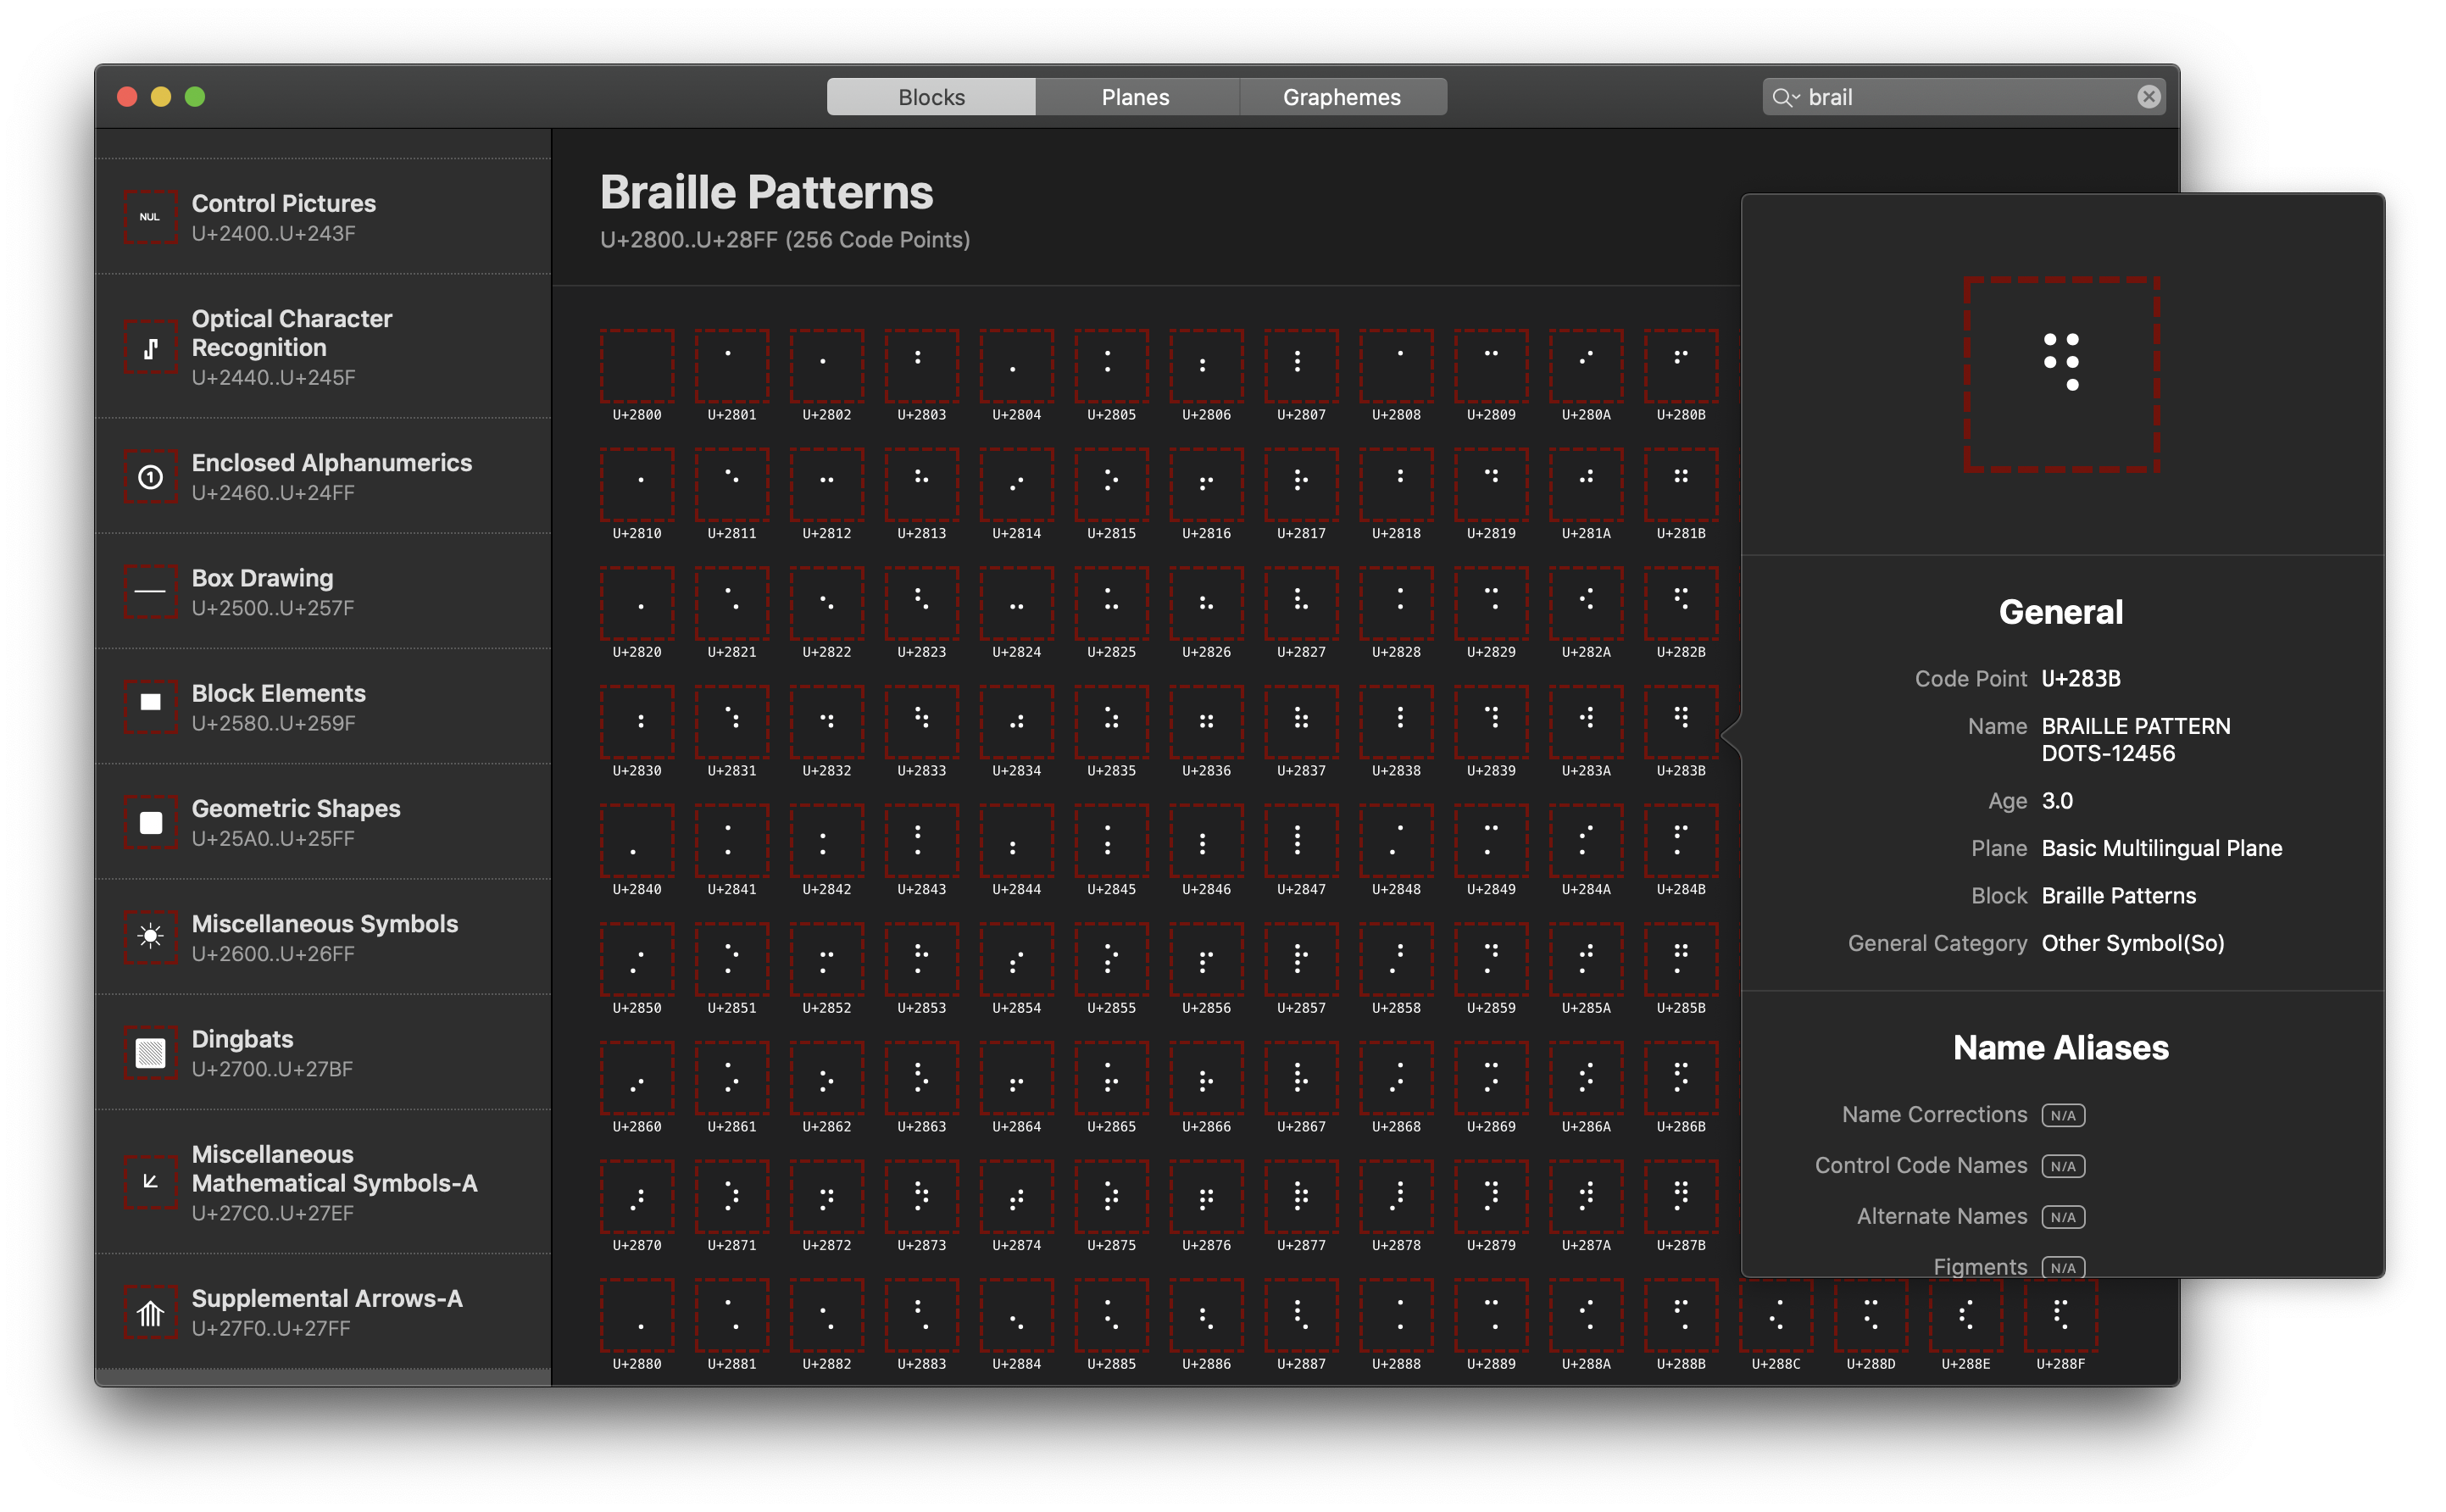 Blocks
Planes
Graphemes
brail
NUL
Control Pictures
U+2400..U+243F
Optical Character
Recognition
U+2440..U+245F
1
Enclosed Alphanumerics
U+2460..U+24FF
Box Drawing
U+2500..U+257F
Block Elements
U+2580..U+259F
Geometric Shapes
U+25A0..U+25FF
Miscellaneous Symbols
U+2600..U+26FF
Dingbats
U+2700..U+27BF
Miscellaneous
Mathematical Symbols-A
U+27C0..U+27EF
Supplemental Arrows-A
U+27F0..U+27FF
Braille Patterns
U+2800..U+28FF (256 Code Points)
U+2800 U+2801 U+2802 U+2803 U+2804 U+2805 U+2806 U+2807 U+2808 U+2809 U+280A U+280B
U+2810 U+2811 U+2812 U+2813 U+2814 U+2815 U+2816 U+2817 U+2818 U+2819 U+281A U+281B
U+2820 U+2821 U+2822 U+2823 U+2824 U+2825 U+2826 U+2827 U+2828 U+2829 U+282A U+282B
U+2830 U+2831 U+2832 U+2833 U+2834 U+2835 U+2836 U+2837 U+2838 U+2839 U+283A U+283B
U+2840 U+2841 U+2842 U+2843 U+2844 U+2845 U+2846 U+2847 U+2848 U+2849 U+284A U+284B
U+2850 U+2851 U+2852 U+2853 U+2854 U+2855 U+2856 U+2857 U+2858 U+2859 U+285A U+285B
U+2860 U+2861 U+2862 U+2863 U+2864 U+2865 U+2866 U+2867 U+2868 U+2869 U+286A U+286B
U+2870 U+2871 U+2872 U+2873 U+2874 U+2875 U+2876 U+2877 U+2878 U+2879 U+287A U+287B
U+2880 U+2881 U+2882 U+2883 U+2884 U+2885 U+2886 U+2887 U+2888 U+2889 U+288A U+288B U+288C U+288D U+288E U+288F
⠻
General
Code Point U+283B
Name BRAILLE PATTERN
DOTS-12456
Age 3.0
Plane Basic Multilingual Plane
Block Braille Patterns
General Category Other Symbol(So)
Name Aliases
Name Corrections N/A
Control Code Names N/A
Alternate Names N/A
Figments N/A